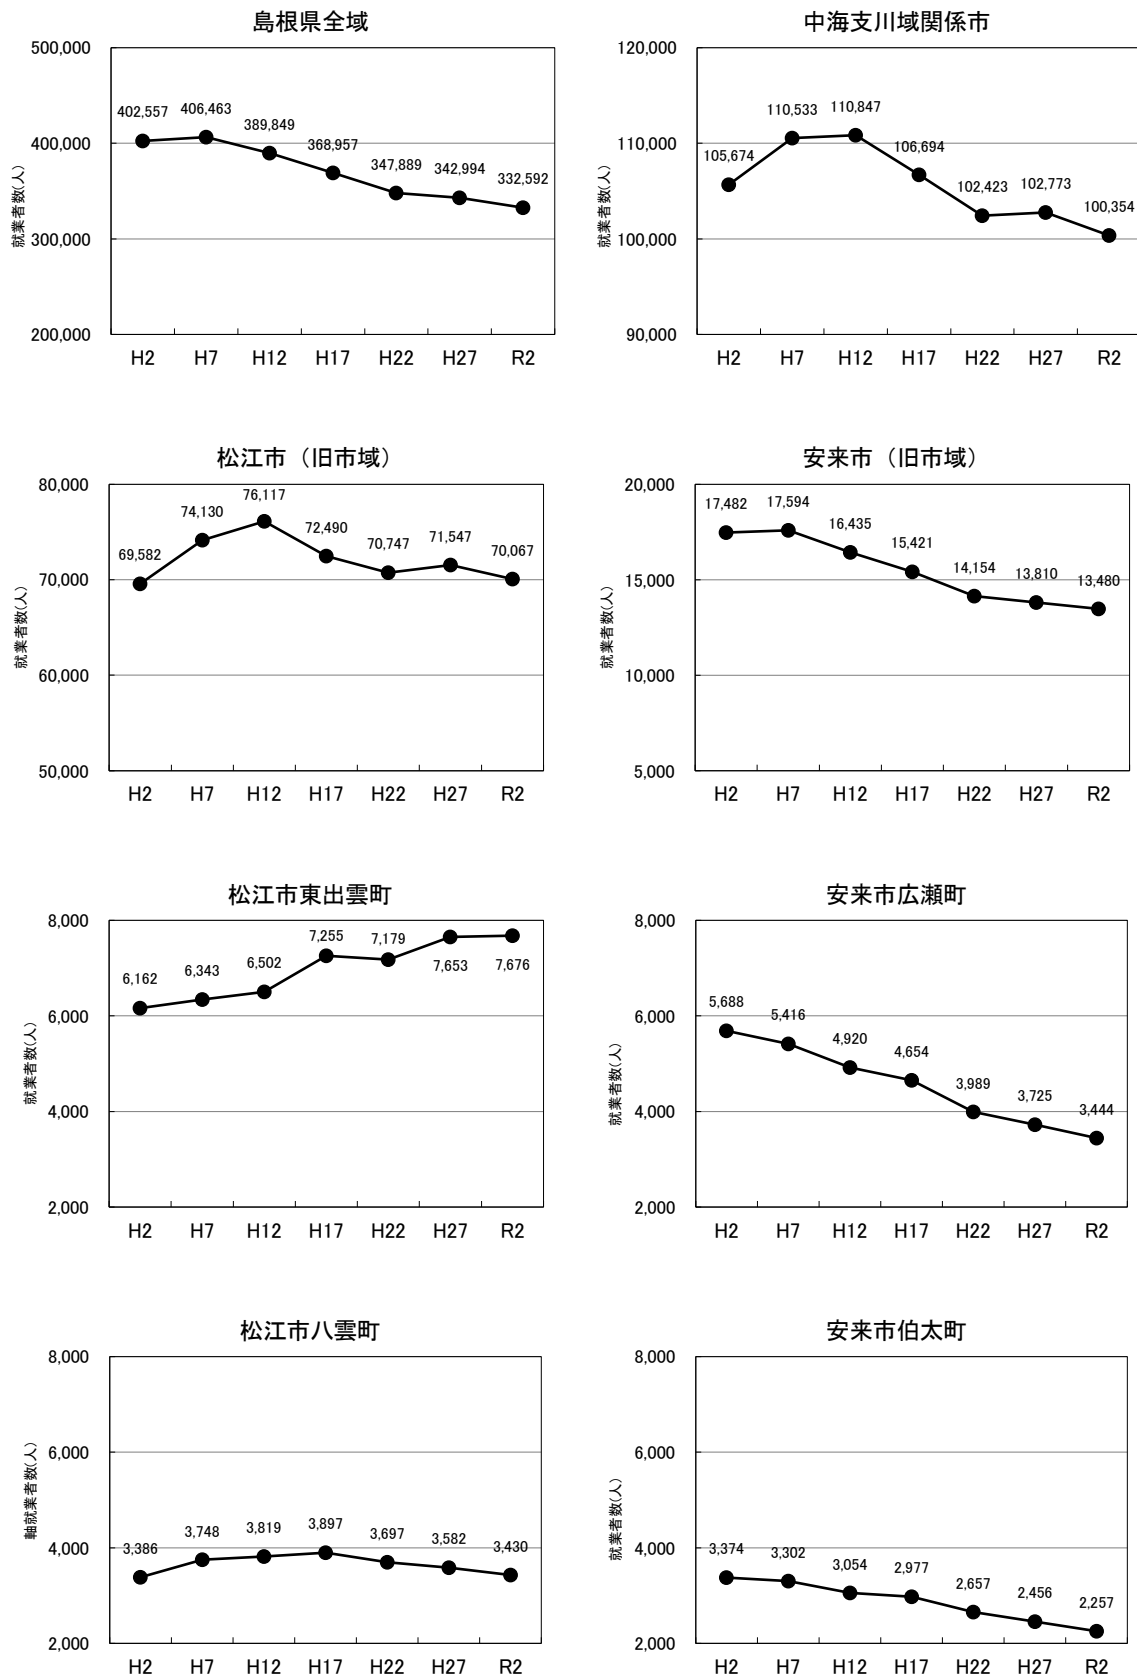 島根県全域
500,000
400,000
300,000
200,000
就業者数(人)
402,557 406,463 389,849 368,957 347,889 342,994 332,592
H2 H7 H12 H17 H22 H27 R2
中海支川域関係市
120,000
110,000
100,000
90,000
就業者数(人)
105,674 110,533 110,847 106,694 102,423 102,773 100,354
H2 H7 H12 H17 H22 H27 R2
松江市（旧市域）
80,000
70,000
60,000
50,000
就業者数(人)
69,582 74,130 76,117 72,490 70,747 71,547 70,067
H2 H7 H12 H17 H22 H27 R2
安来市（旧市域）
20,000
15,000
10,000
5,000
就業者数(人)
17,482 17,594 16,435 15,421 14,154 13,810 13,480
H2 H7 H12 H17 H22 H27 R2
松江市東出雲町
8,000
6,000
4,000
2,000
就業者数(人)
6,162 6,343 6,502 7,255 7,179 7,653 7,676
H2 H7 H12 H17 H22 H27 R2
安来市広瀬町
8,000
6,000
4,000
2,000
就業者数(人)
5,688 5,416 4,920 4,654 3,989 3,725 3,444
H2 H7 H12 H17 H22 H27 R2
松江市八雲町
8,000
6,000
4,000
2,000
軸就業者数(人)
3,386 3,748 3,819 3,897 3,697 3,582 3,430
H2 H7 H12 H17 H22 H27 R2
安来市伯太町
8,000
6,000
4,000
2,000
就業者数(人)
3,374 3,302 3,054 2,977 2,657 2,456 2,257
H2 H7 H12 H17 H22 H27 R2